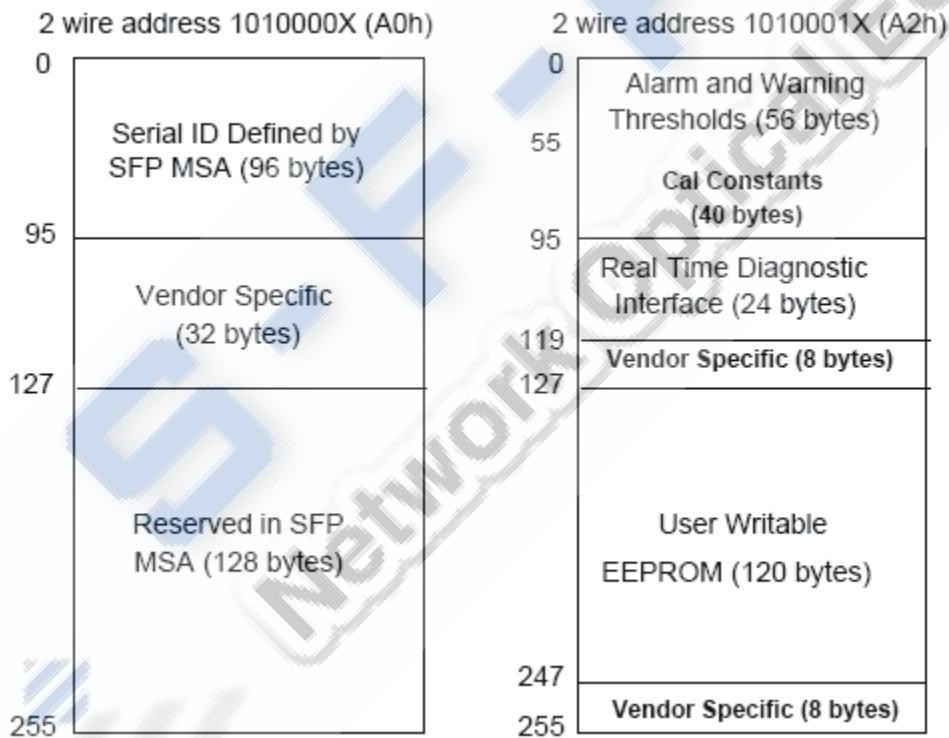 2 wire address 1010000X (A0h)
0
Serial ID Defined by
SFP MSA (96 bytes)
95
Vendor Specific
(32 bytes)
127
Reserved in SFP
MSA (128 bytes)
255
2 wire address 1010001X (A2h)
0
Alarm and Warning
Thresholds (56 bytes)
55
Cal Constants
(40 bytes)
95
Real Time Diagnostic
Interface (24 bytes)
119
Vendor Specific (8 bytes)
127
User Writable
EEPROM (120 bytes)
247
Vendor Specific (8 bytes)
255
Network Optical